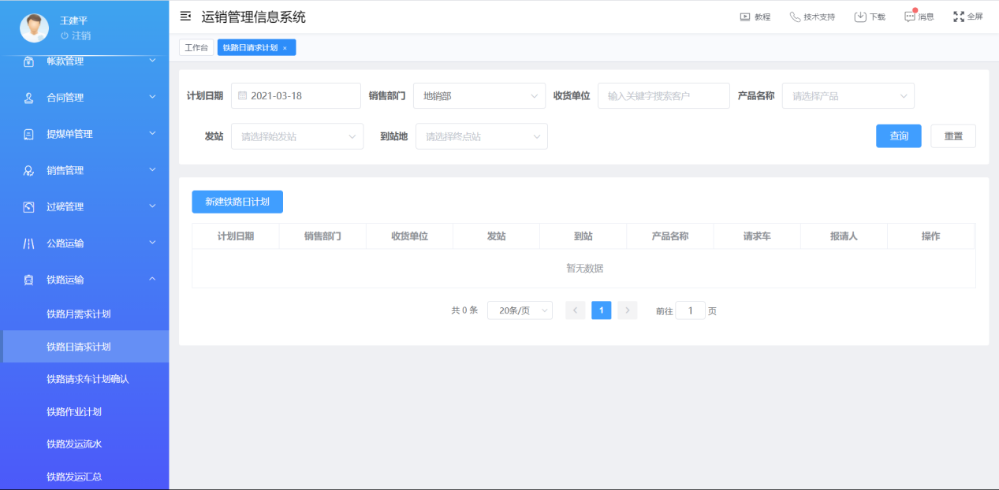 王建平
注销
帐款管理
合同管理
提煤单管理
销售管理
过磅管理
公路运输
铁路运输
铁路月需求计划
铁路日请求计划
铁路请求车计划确认
铁路作业计划
铁路发运流水
铁路发运汇总
运销管理信息系统 教程 技术支持 下载 消息 全屏
工作台 铁路日请求计划 ×
计划日期 2021-03-18 销售部门 地销部 收货单位 输入关键字搜索客户 产品名称 请选择产品
发站 请选择始发站 到站地 请选择终点站 查询 重置
新建铁路日计划
计划日期 销售部门 收货单位 发站 到站 产品名称 请求车 报请人 操作
暂无数据
共 0 条 20条/页 1 前往 1 页